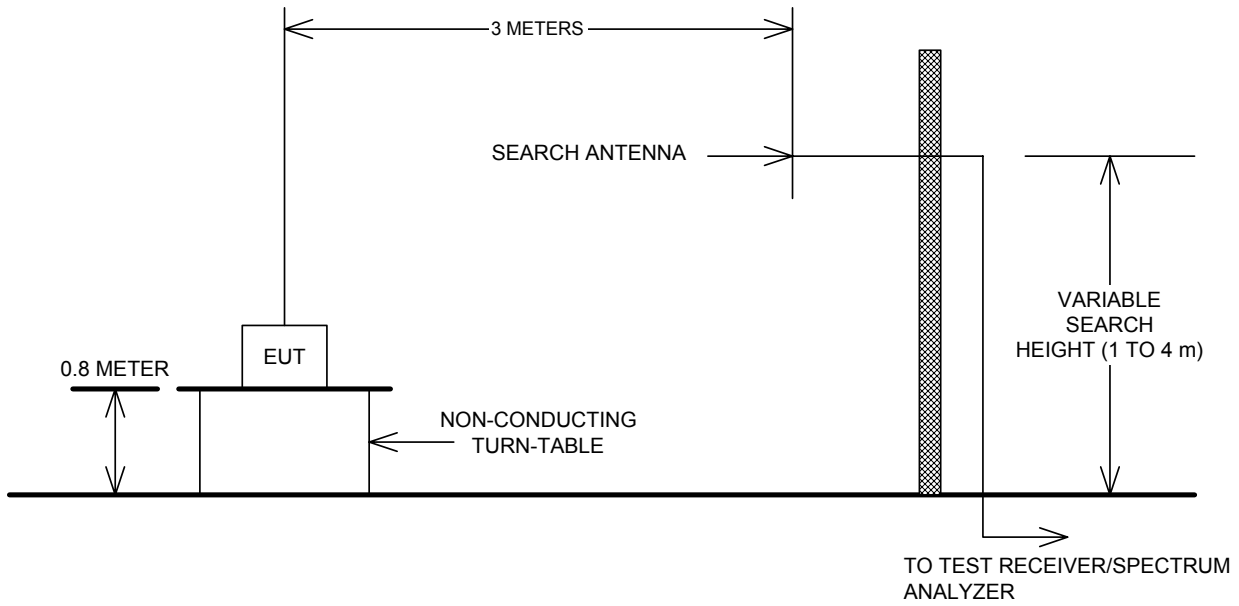 3 METERS
SEARCH ANTENNA
VARIABLE
SEARCH
HEIGHT (1 TO 4 m)
EUT
0.8 METER
NON-CONDUCTING
TURN-TABLE
TO TEST RECEIVER/SPECTRUM
ANALYZER